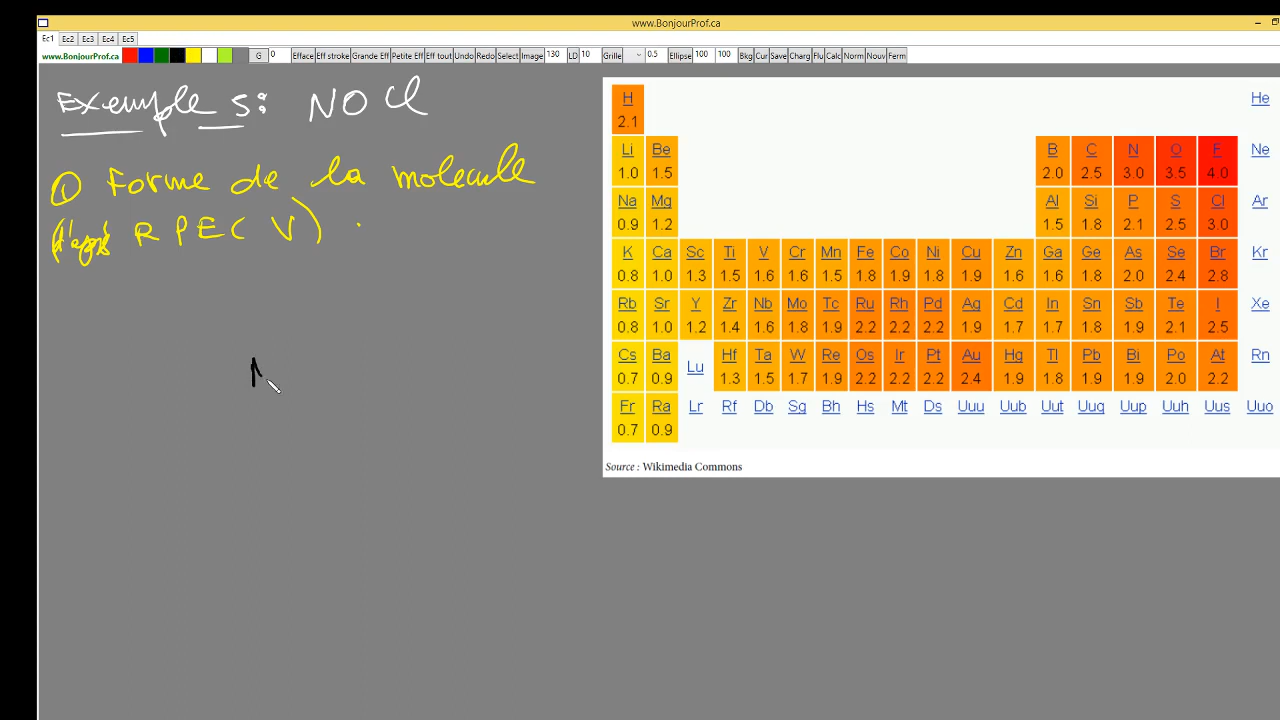 www.BonjourProf.ca
Ec1 Ec2 Ec3 Ec4 Ec5
www.BonjourProf.ca G 0 Efface Eff stroke Grande Eff Petite Eff Eff tout Undo Redo Select Image 130 LD 10 Grille 0.5 Ellipse 100 100 Bkg Cur Save Charg Flu Calc Norm Nouv Ferm
Exemple s: NO Cl
① Forme de la molecule
(d'après RPEC V) .
H He
2.1
Li Be B C N O F Ne
1.0 1.5 2.0 2.5 3.0 3.5 4.0
Na Mg Al Si P S Cl Ar
0.9 1.2 1.5 1.8 2.1 2.5 3.0
K Ca Sc Ti V Cr Mn Fe Co Ni Cu Zn Ga Ge As Se Br Kr
0.8 1.0 1.3 1.5 1.6 1.6 1.5 1.8 1.9 1.8 1.9 1.6 1.6 1.8 2.0 2.4 2.8
Rb Sr Y Zr Nb Mo Tc Ru Rh Pd Ag Cd In Sn Sb Te I Xe
0.8 1.0 1.2 1.4 1.6 1.8 1.9 2.2 2.2 2.2 1.9 1.7 1.7 1.8 1.9 2.1 2.5
Cs Ba Lu Hf Ta W Re Os Ir Pt Au Hg Tl Pb Bi Po At Rn
0.7 0.9 1.3 1.5 1.7 1.9 2.2 2.2 2.2 2.4 1.9 1.8 1.9 1.9 2.0 2.2
Fr Ra Lr Rf Db Sg Bh Hs Mt Ds Uuu Uub Uut Uuq Uup Uuh Uus Uuo
0.7 0.9
Source : Wikimedia Commons